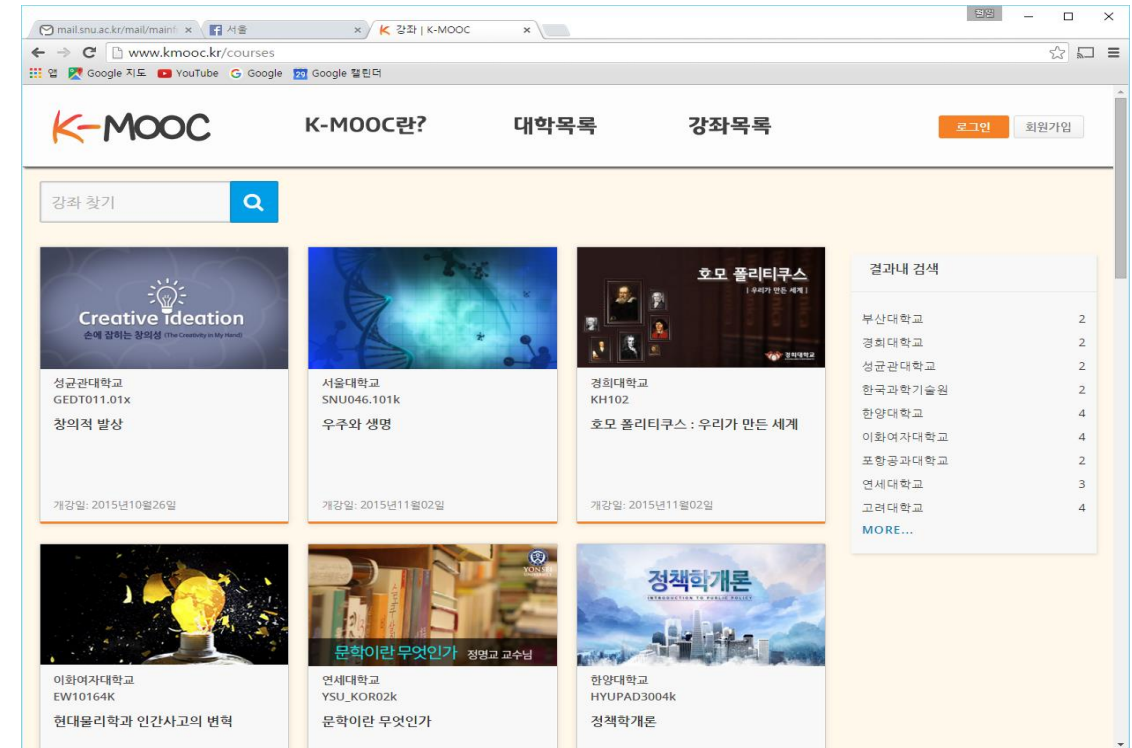 mail.snu.ac.kr/mail/mainf
서울
강좌 | K-MOOC
www.kmooc.kr/courses
앱 Google 지도 YouTube Google 29 Google 캘린더
K-MOOC
K-MOOC란?
대학목록
강좌목록
로그인
회원가입
강좌 찾기
Creative Ideation
손에 잡히는 창의성 (The Creativity in My Hand)
성균관대학교
GEDT011.01x
창의적 발상
개강일: 2015년10월26일
서울대학교
SNU046.101k
우주와 생명
개강일: 2015년11월02일
호모 폴리티쿠스
[ 우리가 만든 세계 ]
경희대학교
경희대학교
KH102
호모 폴리티쿠스 : 우리가 만든 세계
개강일: 2015년11월02일
결과내 검색
부산대학교 2
경희대학교 2
성균관대학교 2
한국과학기술원 2
한양대학교 4
이화여자대학교 4
포항공과대학교 2
연세대학교 3
고려대학교 4
MORE...
이화여자대학교
EW10164K
현대물리학과 인간사고의 변혁
YONSEI
문학이란 무엇인가 정명교 교수님
연세대학교
YSU_KOR02k
문학이란 무엇인가
정책학개론
INTRODUCTION TO PUBLIC POLICY
한양대학교
HYUPAD3004k
정책학개론